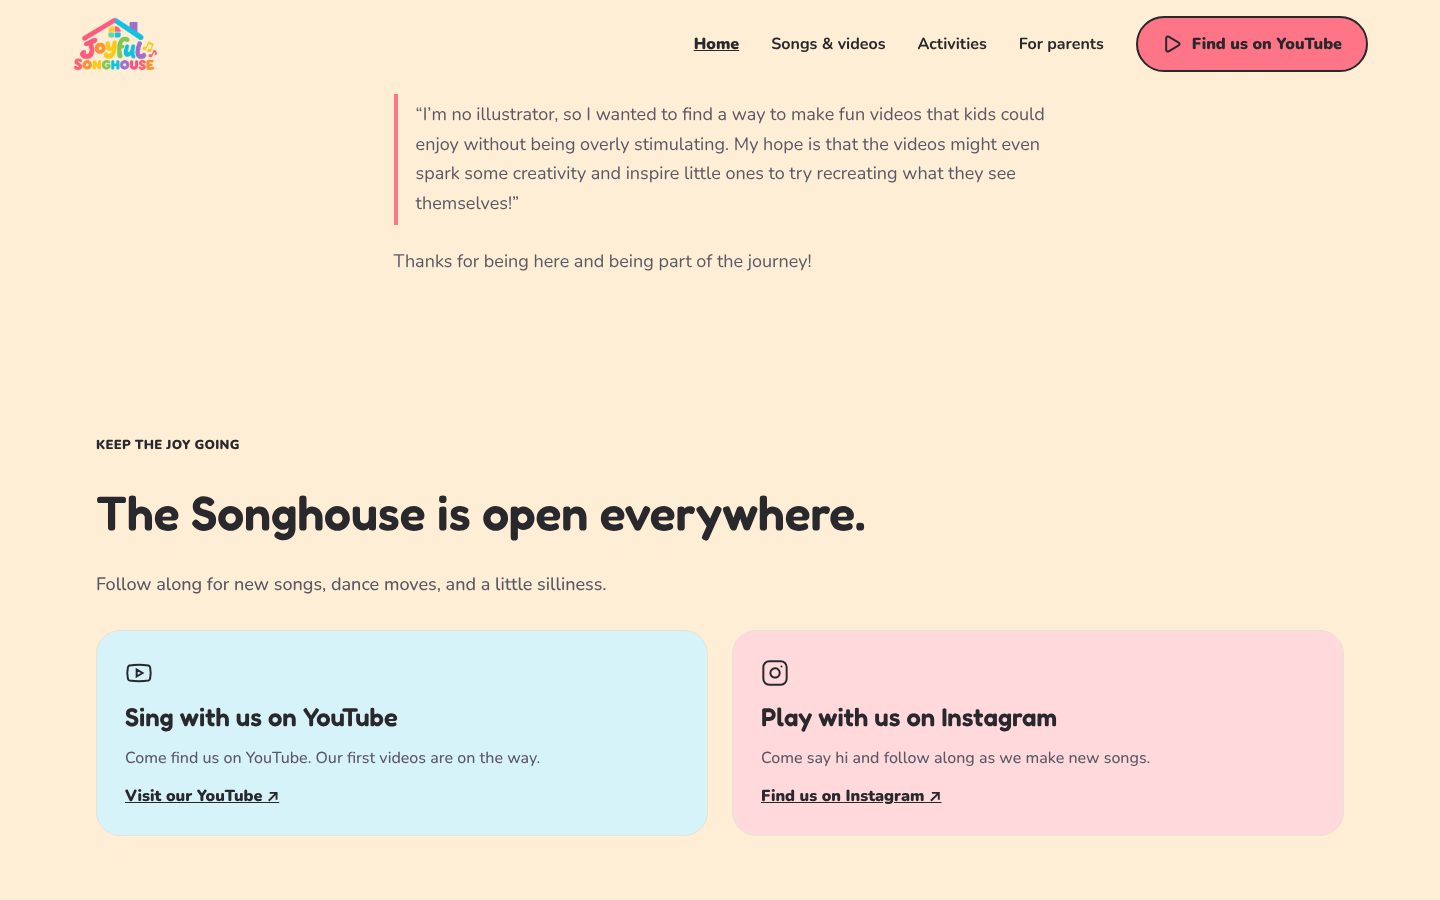 Joyful
SONGHOUSE
Home
Songs & videos
Activities
For parents
Find us on YouTube
“I’m no illustrator, so I wanted to find a way to make fun videos that kids could
enjoy without being overly stimulating. My hope is that the videos might even
spark some creativity and inspire little ones to try recreating what they see
themselves!”
Thanks for being here and being part of the journey!
KEEP THE JOY GOING
The Songhouse is open everywhere.
Follow along for new songs, dance moves, and a little silliness.
Sing with us on YouTube
Come find us on YouTube. Our first videos are on the way.
Visit our YouTube ↗
Play with us on Instagram
Come say hi and follow along as we make new songs.
Find us on Instagram ↗